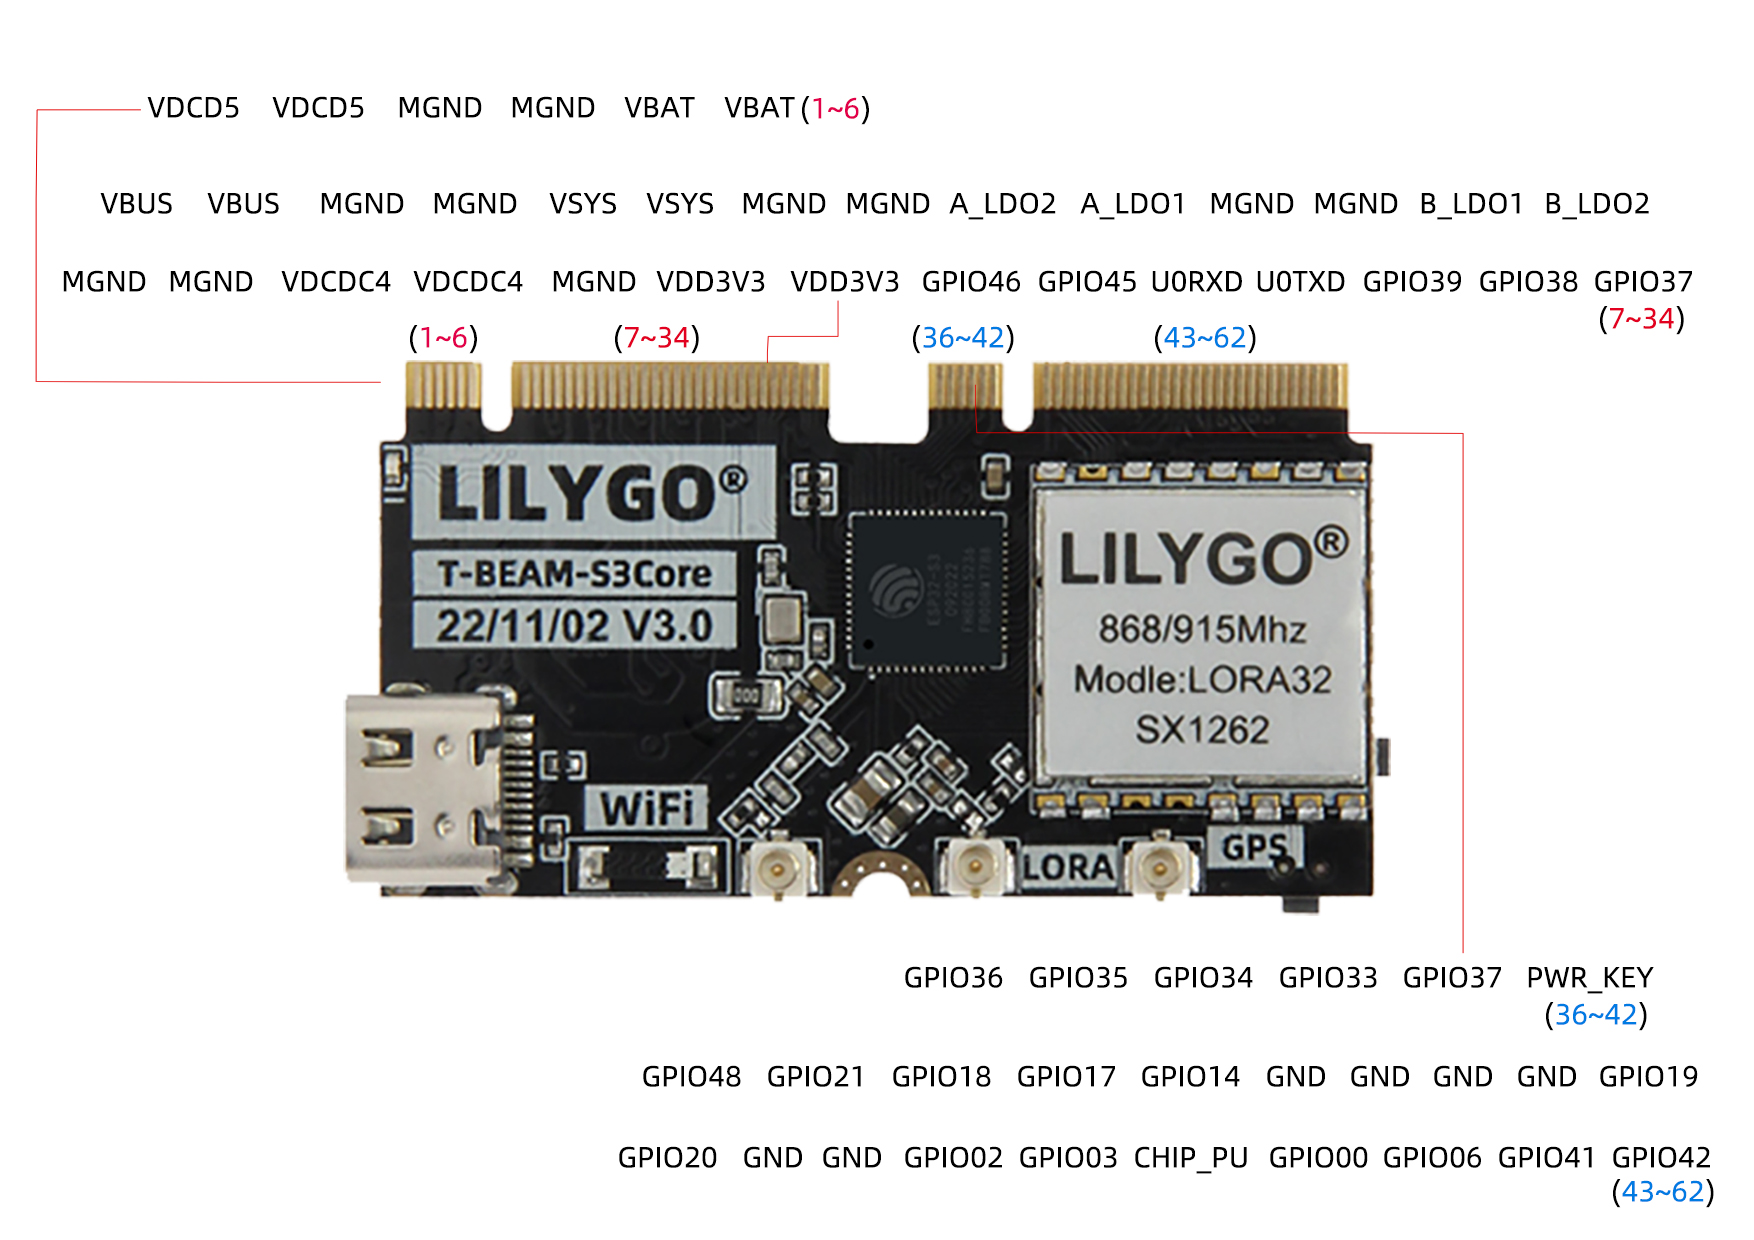 VDCD5 VDCD5 MGND MGND VBAT VBAT (1~6)
VBUS VBUS MGND MGND VSYS VSYS MGND MGND A_LDO2 A_LDO1 MGND MGND B_LDO1 B_LDO2
MGND MGND VDCDC4 VDCDC4 MGND VDD3V3 VDD3V3 GPIO46 GPIO45 U0RXD U0TXD GPIO39 GPIO38 GPIO37
(7~34)
(1~6) (7~34) (36~42) (43~62)
LILYGO®
T-BEAM-S3Core
22/11/02 V3.0
ESP32-S3
092022
LILYGO®
868/915Mhz
Modle:LORA32
SX1262
WiFi
LORA
GPS
GPIO36 GPIO35 GPIO34 GPIO33 GPIO37 PWR_KEY
(36~42)
GPIO48 GPIO21 GPIO18 GPIO17 GPIO14 GND GND GND GND GPIO19
GPIO20 GND GND GPIO02 GPIO03 CHIP_PU GPIO00 GPIO06 GPIO41 GPIO42
(43~62)